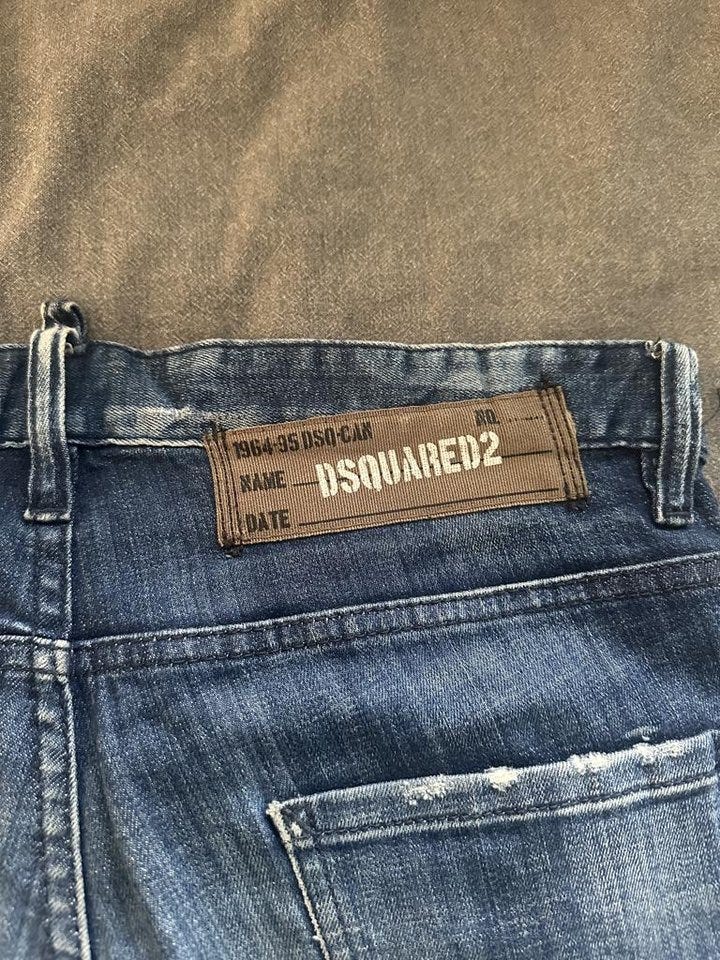 1964-95 DSQ-CAN NO.
NAME DSQUARED2
DATE